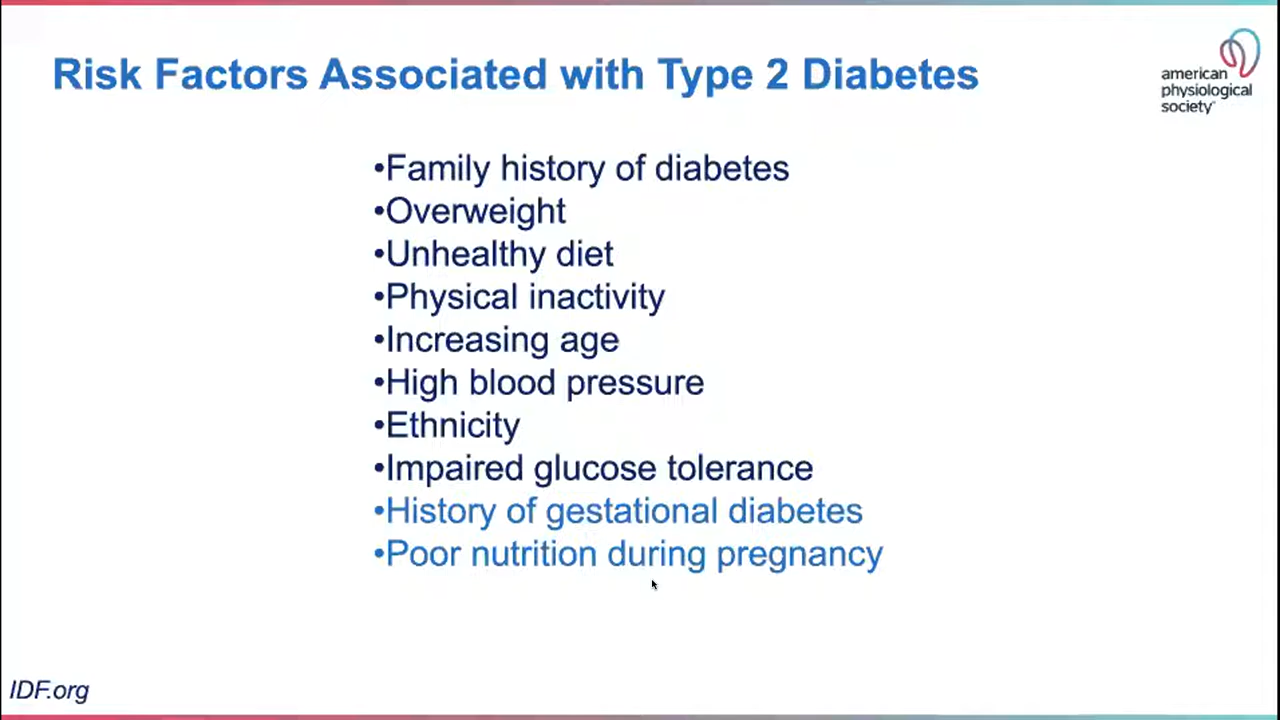 Risk Factors Associated with Type 2 Diabetes
american
physiological
society
•Family history of diabetes
•Overweight
•Unhealthy diet
•Physical inactivity
•Increasing age
•High blood pressure
•Ethnicity
•Impaired glucose tolerance
•History of gestational diabetes
•Poor nutrition during pregnancy
IDF.org